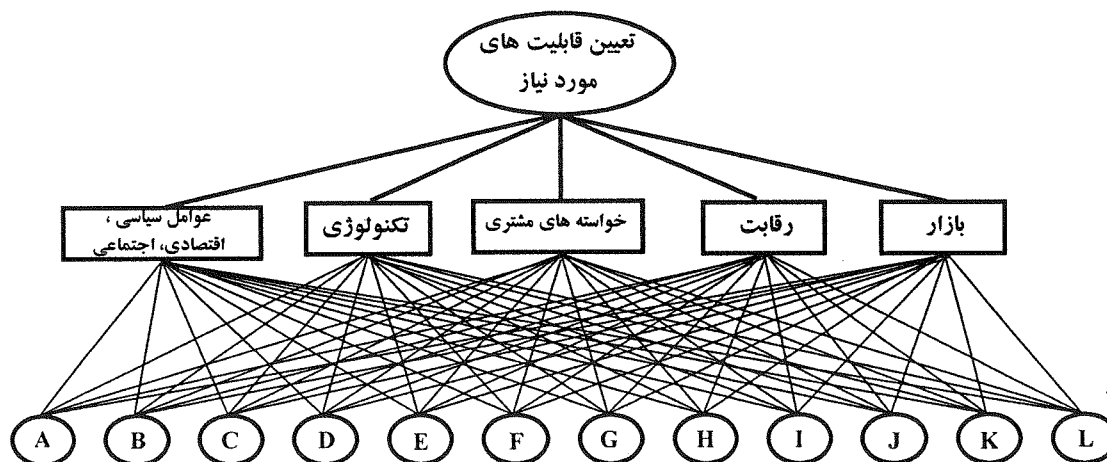 تعیین قابلیت های
مورد نیاز
بازار
رقابت
خواسته های مشتری
تکنولوژی
عوامل سیاسی ،
اقتصادی، اجتماعی
A B C D E F G H I J K L